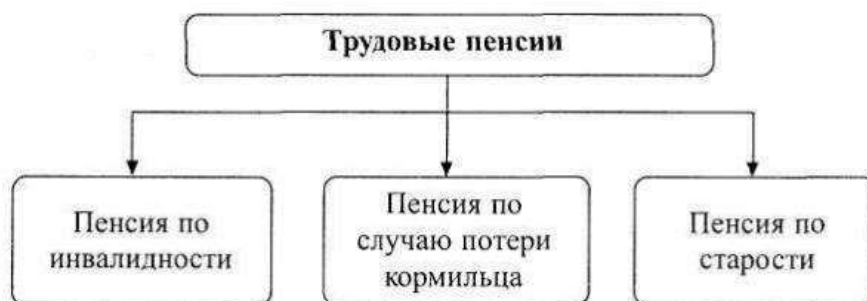 Трудовые пенсии
Пенсия по
инвалидности
Пенсия по
случаю потери
кормильца
Пенсия по
старости